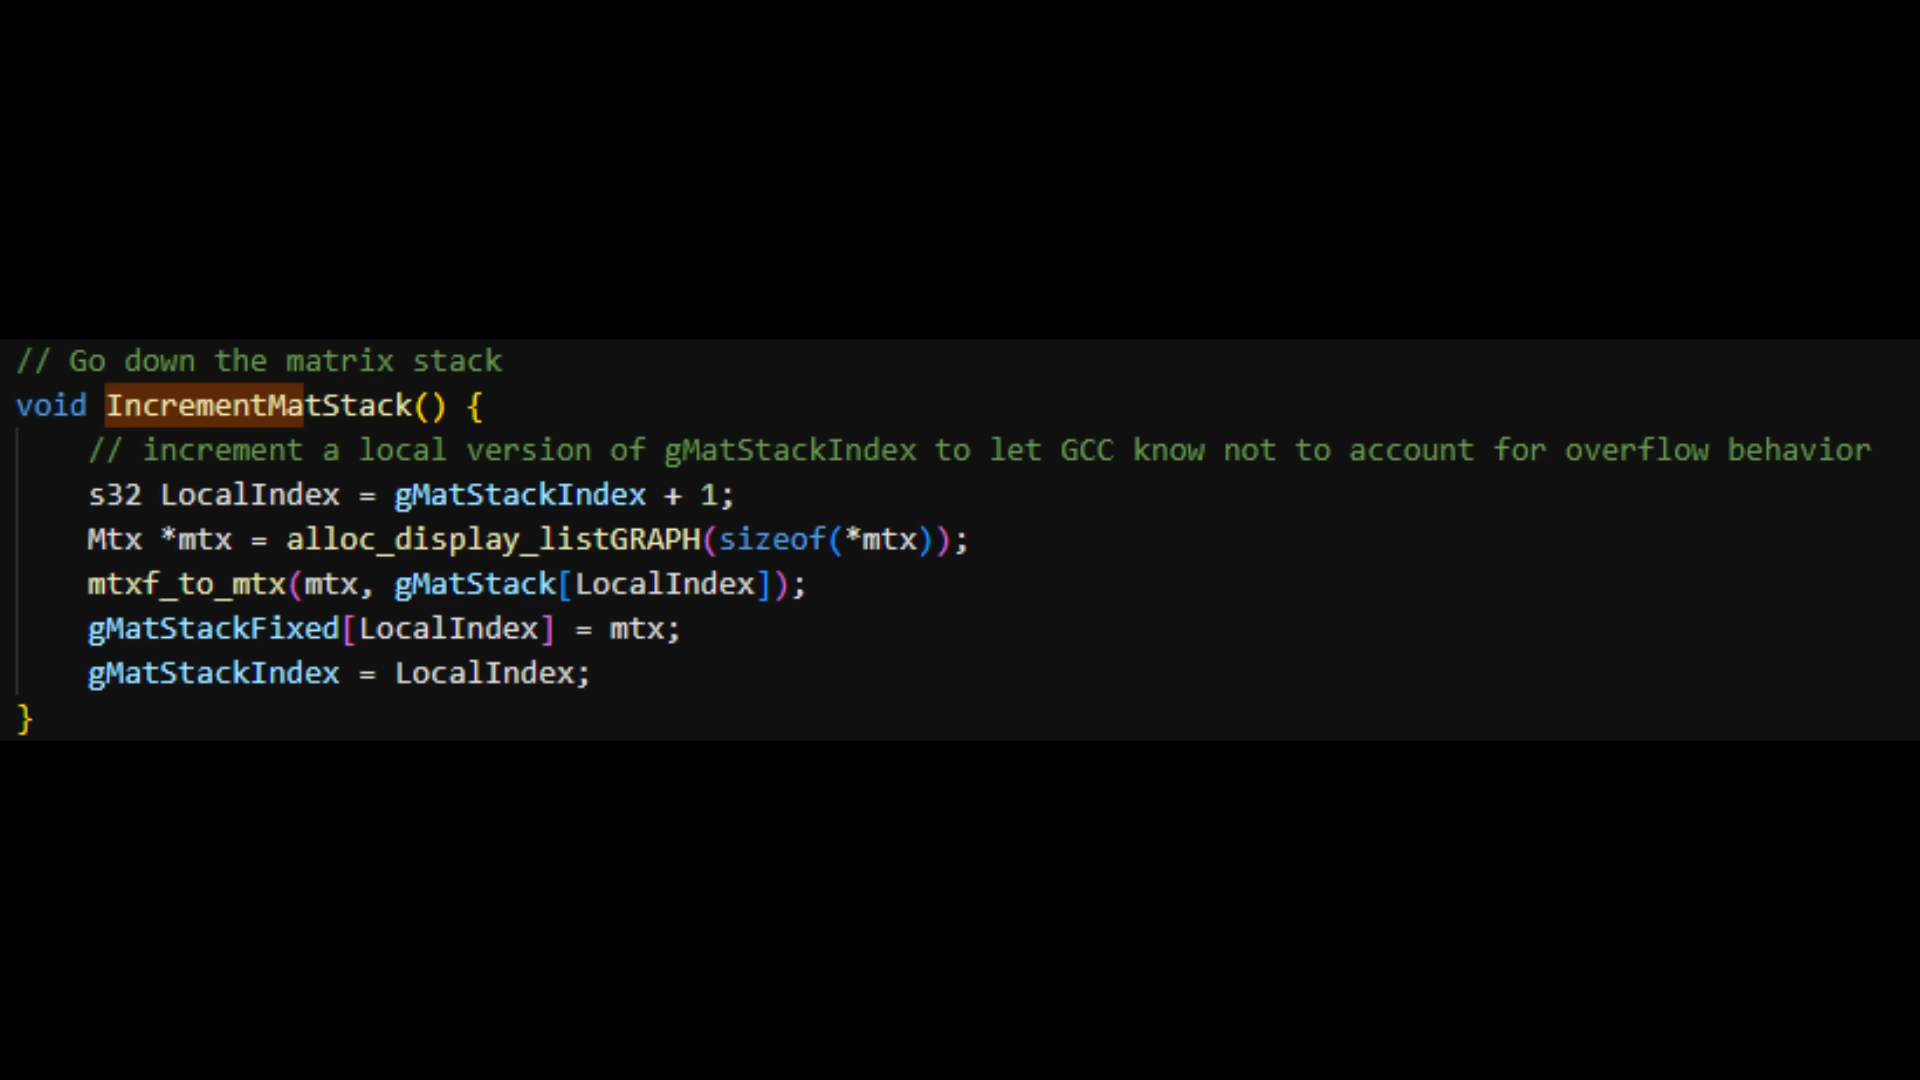 // Go down the matrix stack
void IncrementMatStack() {
// increment a local version of gMatStackIndex to let GCC know not to account for overflow behavior
s32 LocalIndex = gMatStackIndex + 1;
Mtx *mtx = alloc_display_listGRAPH(sizeof(*mtx));
mtxf_to_mtx(mtx, gMatStack[LocalIndex]);
gMatStackFixed[LocalIndex] = mtx;
gMatStackIndex = LocalIndex;
}